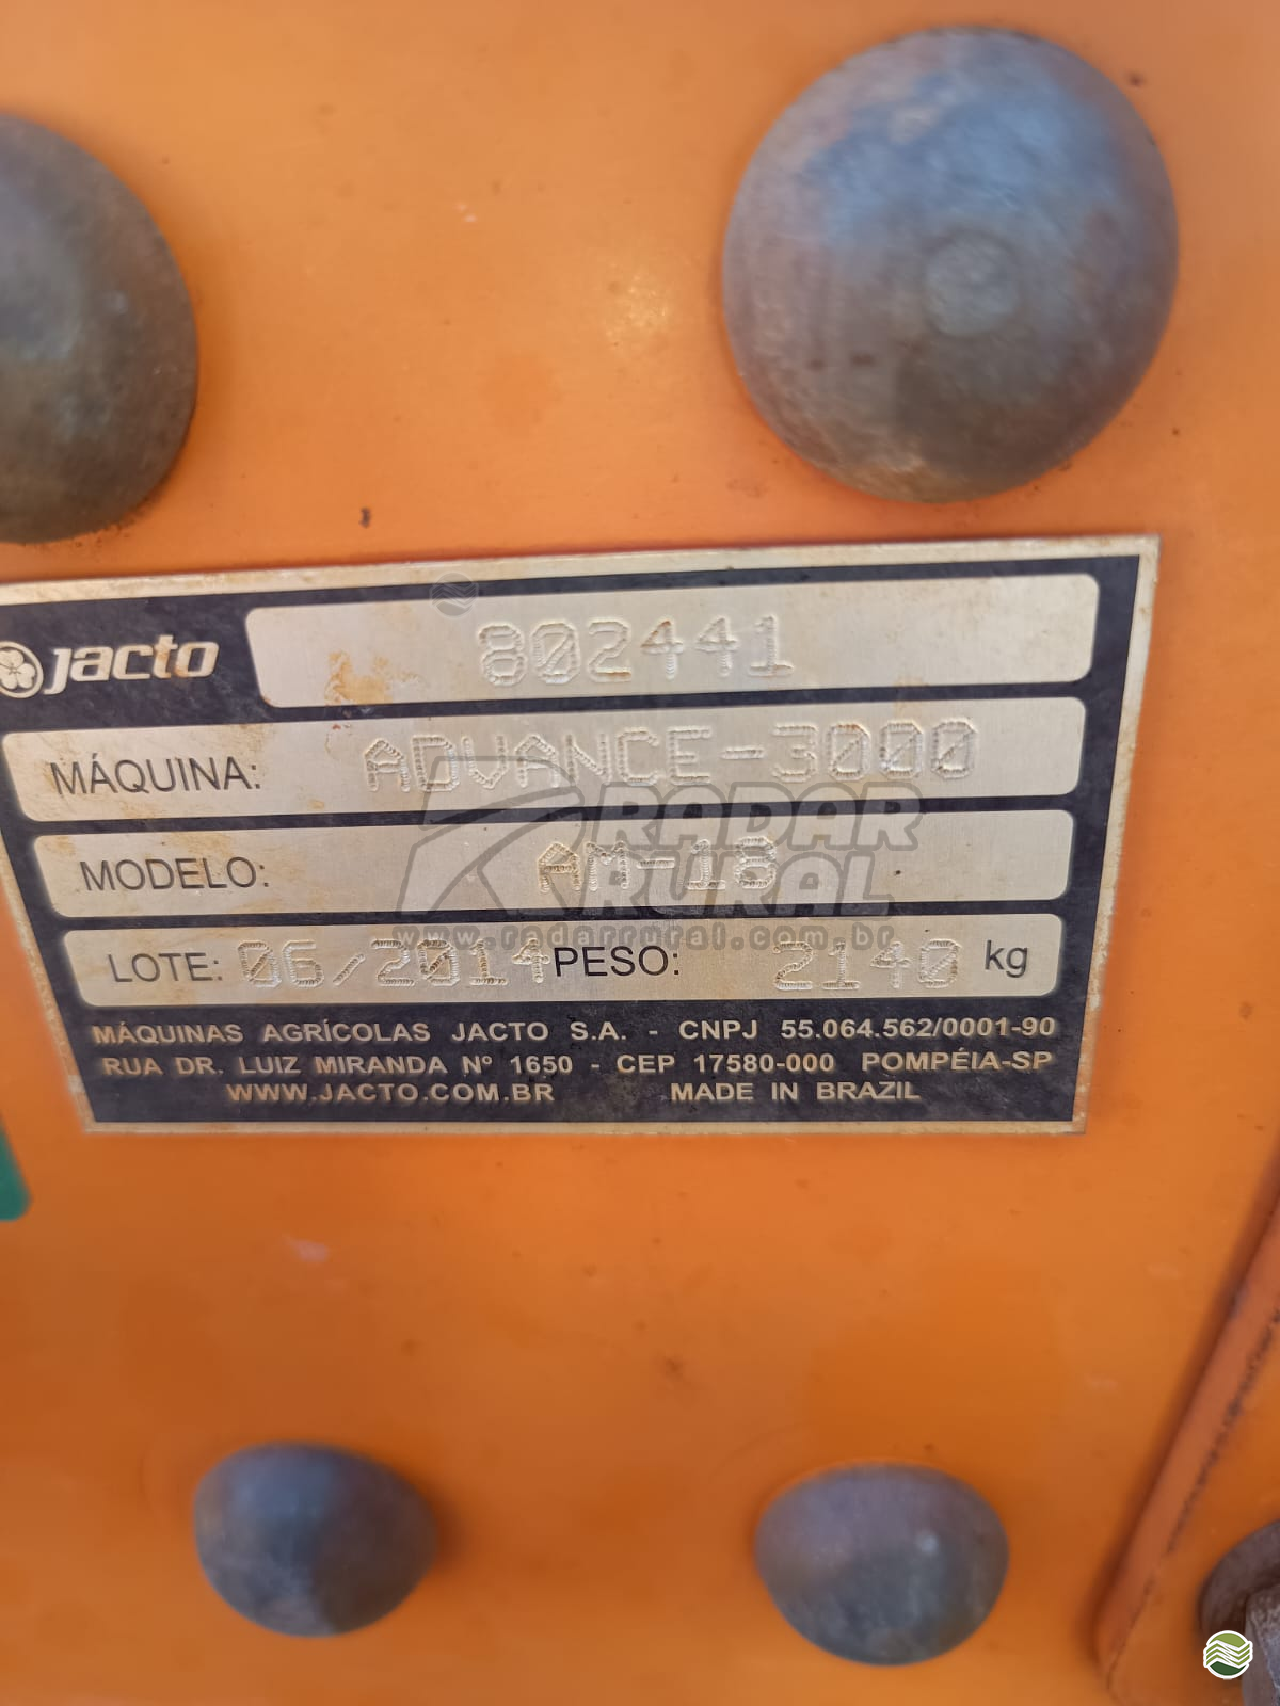 jacto 802441
MÁQUINA: ADVANCE-3000
MODELO: AM-18
LOTE: 06/2014 PESO: 2140 kg
MÁQUINAS AGRÍCOLAS JACTO S.A. - CNPJ 55.064.562/0001-90
RUA DR. LUIZ MIRANDA Nº 1650 - CEP 17580-000 POMPÉIA-SP
WWW.JACTO.COM.BR MADE IN BRAZIL
RADAR
RURAL
www.radarrural.com.br